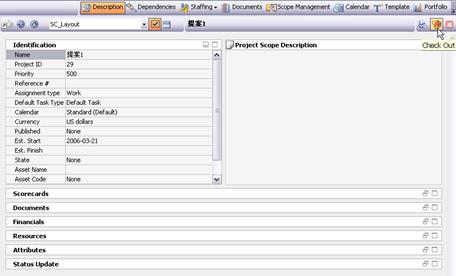 Description Dependencies Staffing Documents Scope Management Calendar Template Portfolio
SC_Layout 提案1
Check Out
Identification
Name 提案1
Project ID 29
Priority 500
Reference #
Assignment type Work
Default Task Type Default Task
Calendar Standard (Default)
Currency US dollars
Published None
Est. Start 2006-03-21
Est. Finish
State None
Asset Name
Asset Code None
Project Scope Description
Scorecards
Documents
Financials
Resources
Attributes
Status Update